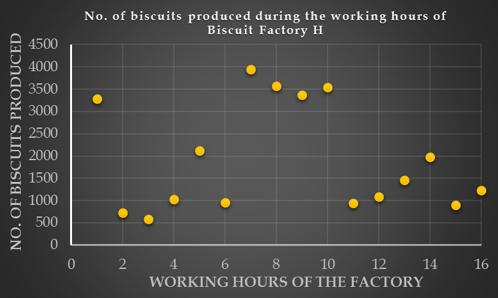 No. of biscuits produced during the working hours of
Biscuit Factory H
NO. OF BISCUITS PRODUCED
4500
4000
3500
3000
2500
2000
1500
1000
500
0
0 2 4 6 8 10 12 14 16
WORKING HOURS OF THE FACTORY